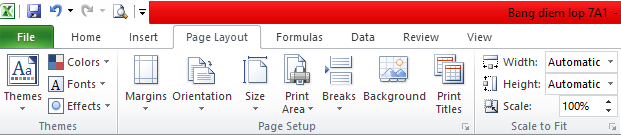 Bang diem lop 7A1 -
File Home Insert Page Layout Formulas Data Review View
Aa Themes Colors Fonts Effects Themes
Margins Orientation Size Print Area Breaks Background Print Titles Page Setup
Width: Automatic
Height: Automatic
Scale: 100%
Scale to Fit